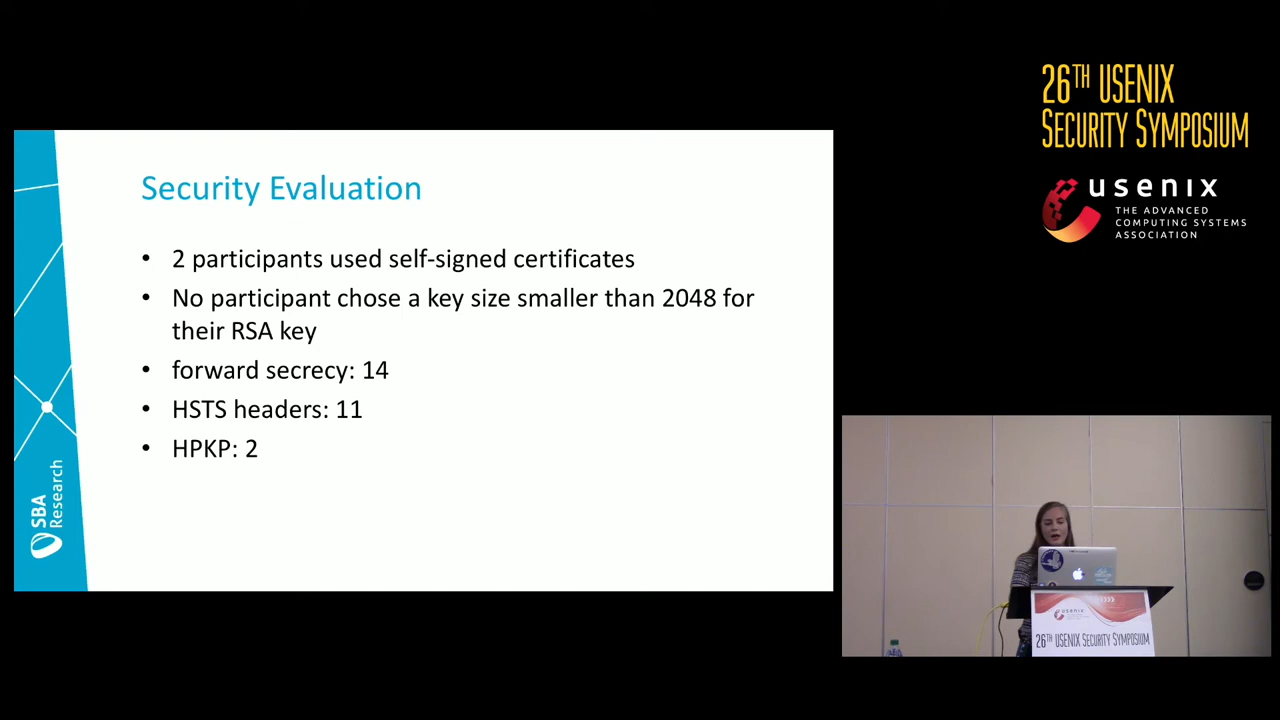 26TH USENIX
SECURITY SYMPOSIUM
usenix
THE ADVANCED
COMPUTING SYSTEMS
ASSOCIATION
Security Evaluation
• 2 participants used self-signed certificates
• No participant chose a key size smaller than 2048 for
their RSA key
• forward secrecy: 14
• HSTS headers: 11
• HPKP: 2
SBA
Research
usenix
26TH USENIX SECURITY SYMPOSIUM